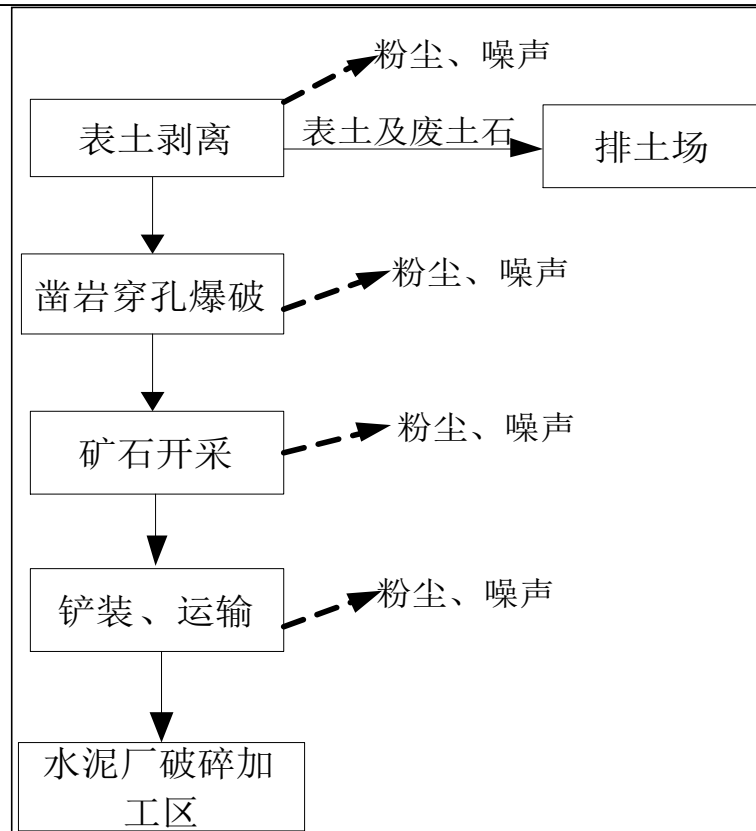 粉尘、噪声
表土剥离
表土及废土石
排土场
凿岩穿孔爆破
粉尘、噪声
矿石开采
粉尘、噪声
铲装、运输
粉尘、噪声
水泥厂破碎加
工区